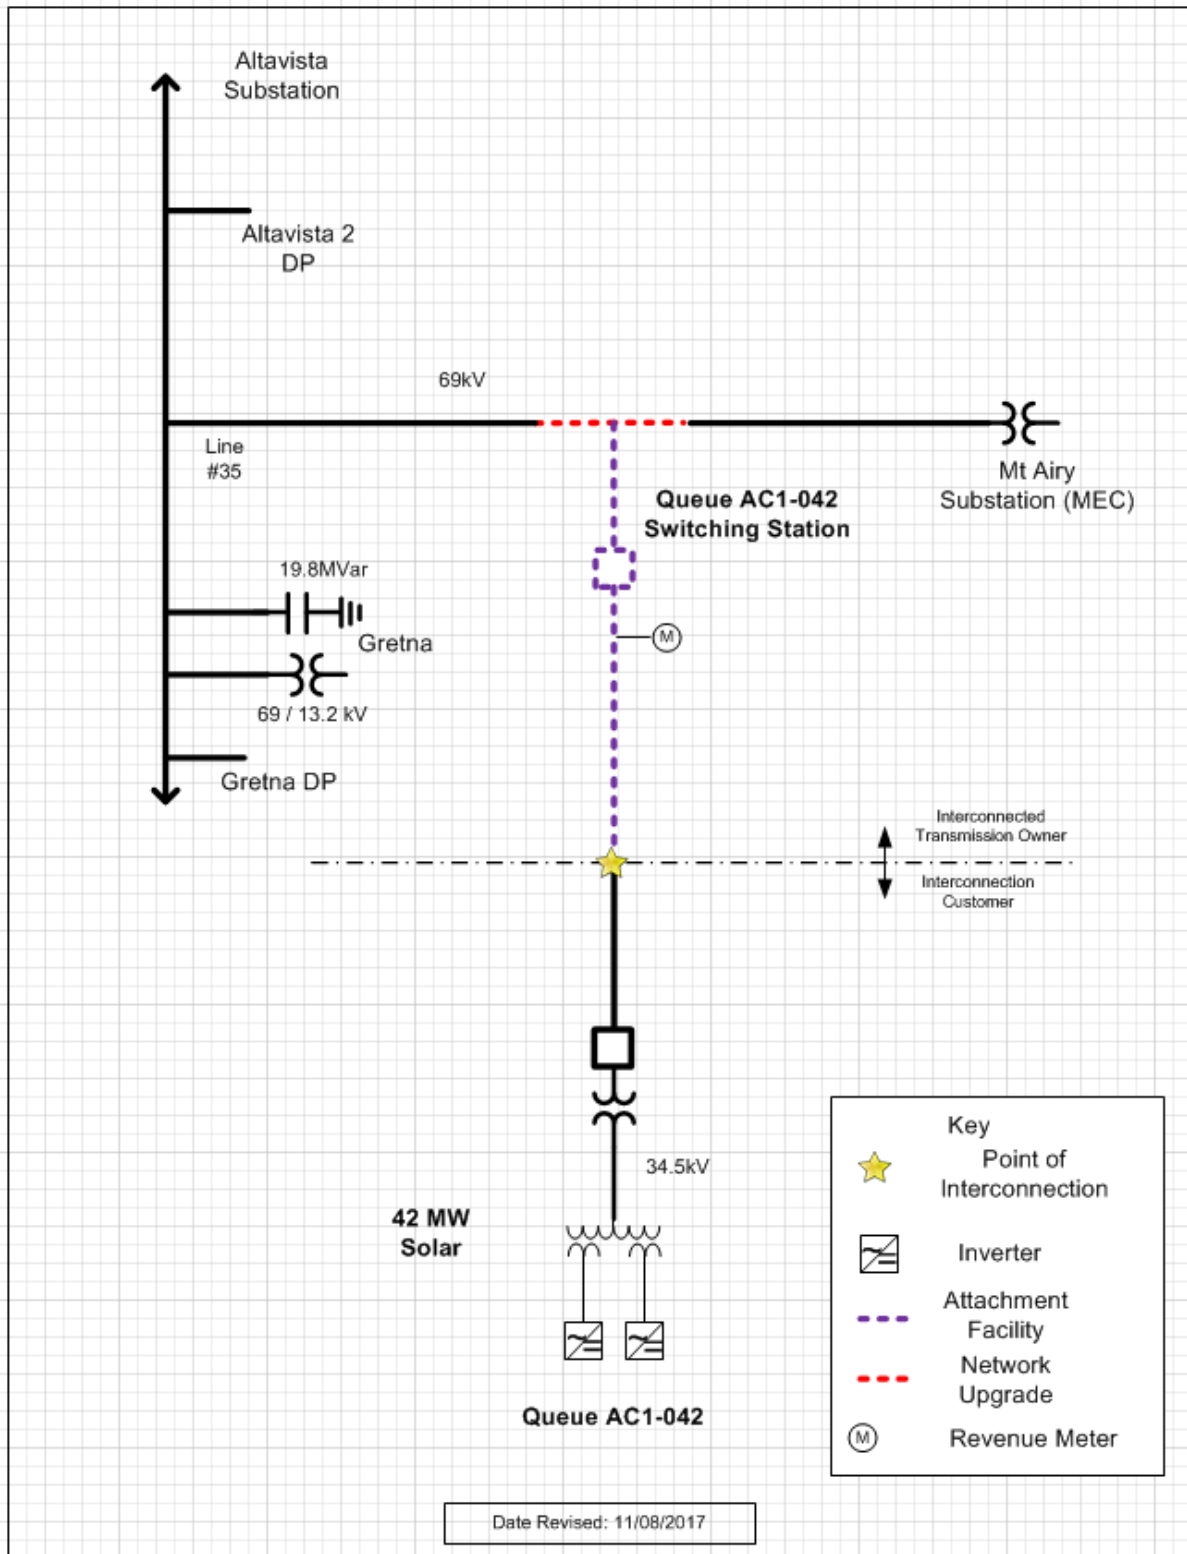 Altavista
Substation
Altavista 2
DP
69kV
Line
#35
Mt Airy
Substation (MEC)
Queue AC1-042
Switching Station
19.8MVar
Gretna
M
69 / 13.2 kV
Gretna DP
Interconnected
Transmission Owner
Interconnection
Customer
34.5kV
42 MW
Solar
Queue AC1-042
Key
Point of
Interconnection
Inverter
Attachment
Facility
Network
Upgrade
M
Revenue Meter
Date Revised: 11/08/2017